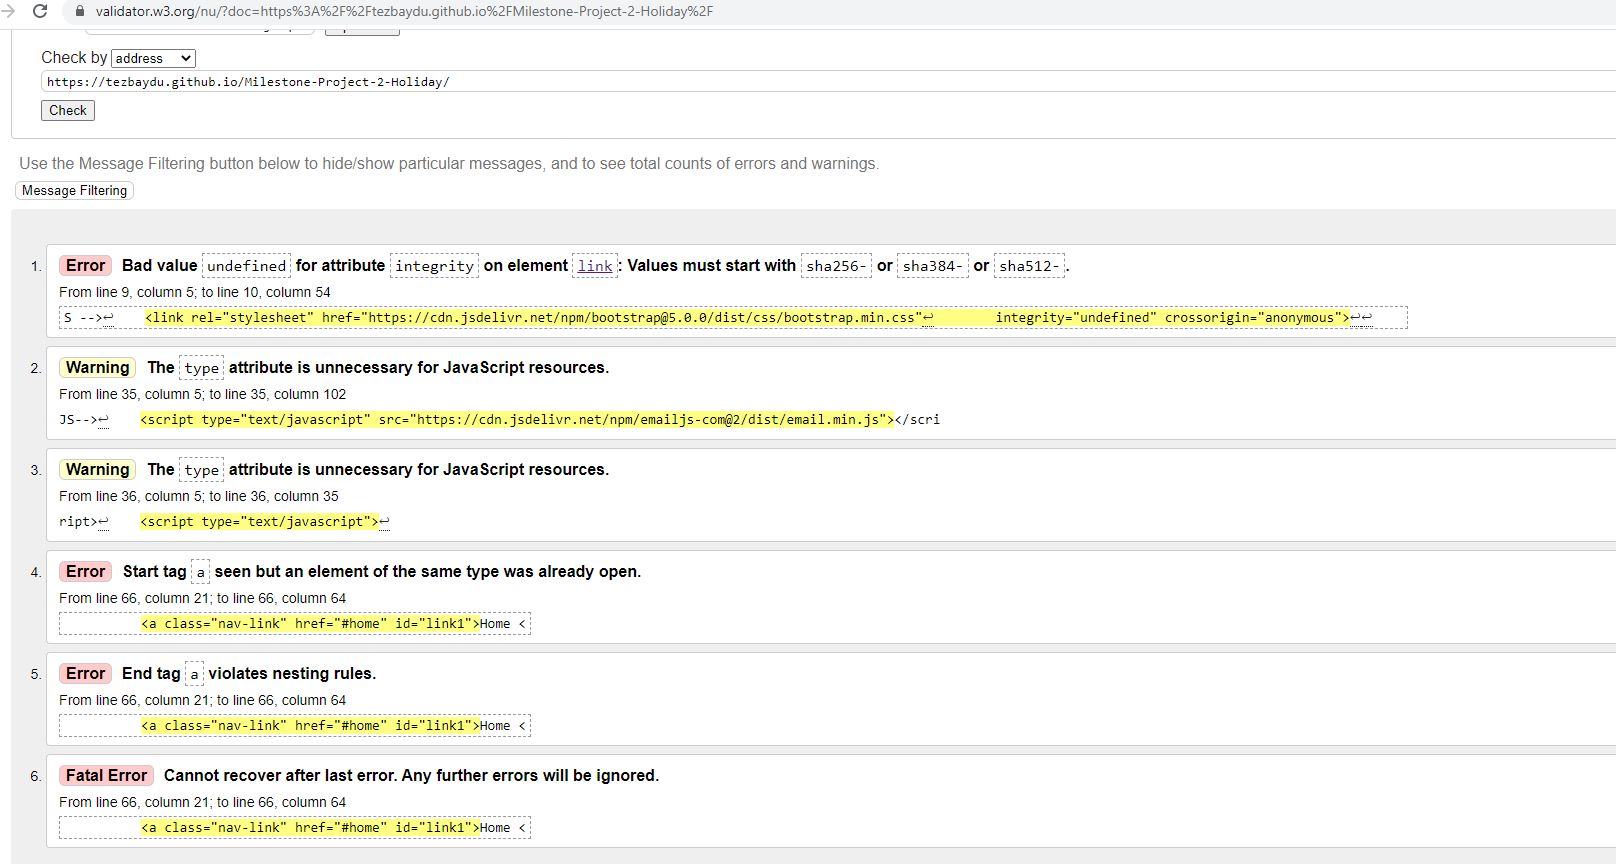 validator.w3.org/nu/?doc=https%3A%2F%2Ftezbaydu.github.io%2FMilestone-Project-2-Holiday%2F
Check by address
https://tezbaydu.github.io/Milestone-Project-2-Holiday/
Check
Use the Message Filtering button below to hide/show particular messages, and to see total counts of errors and warnings.
Message Filtering
1. Error Bad value undefined for attribute integrity on element link: Values must start with sha256- or sha384- or sha512-.
From line 9, column 5; to line 10, column 54
S -->↩ <link rel="stylesheet" href="https://cdn.jsdelivr.net/npm/bootstrap@5.0.0/dist/css/bootstrap.min.css"↩ integrity="undefined" crossorigin="anonymous">↩↩
2. Warning The type attribute is unnecessary for JavaScript resources.
From line 35, column 5; to line 35, column 102
JS-->↩ <script type="text/javascript" src="https://cdn.jsdelivr.net/npm/emailjs-com@2/dist/email.min.js"></scri
3. Warning The type attribute is unnecessary for JavaScript resources.
From line 36, column 5; to line 36, column 35
ript>↩ <script type="text/javascript">↩
4. Error Start tag a seen but an element of the same type was already open.
From line 66, column 21; to line 66, column 64
<a class="nav-link" href="#home" id="link1">Home <
5. Error End tag a violates nesting rules.
From line 66, column 21; to line 66, column 64
<a class="nav-link" href="#home" id="link1">Home <
6. Fatal Error Cannot recover after last error. Any further errors will be ignored.
From line 66, column 21; to line 66, column 64
<a class="nav-link" href="#home" id="link1">Home <